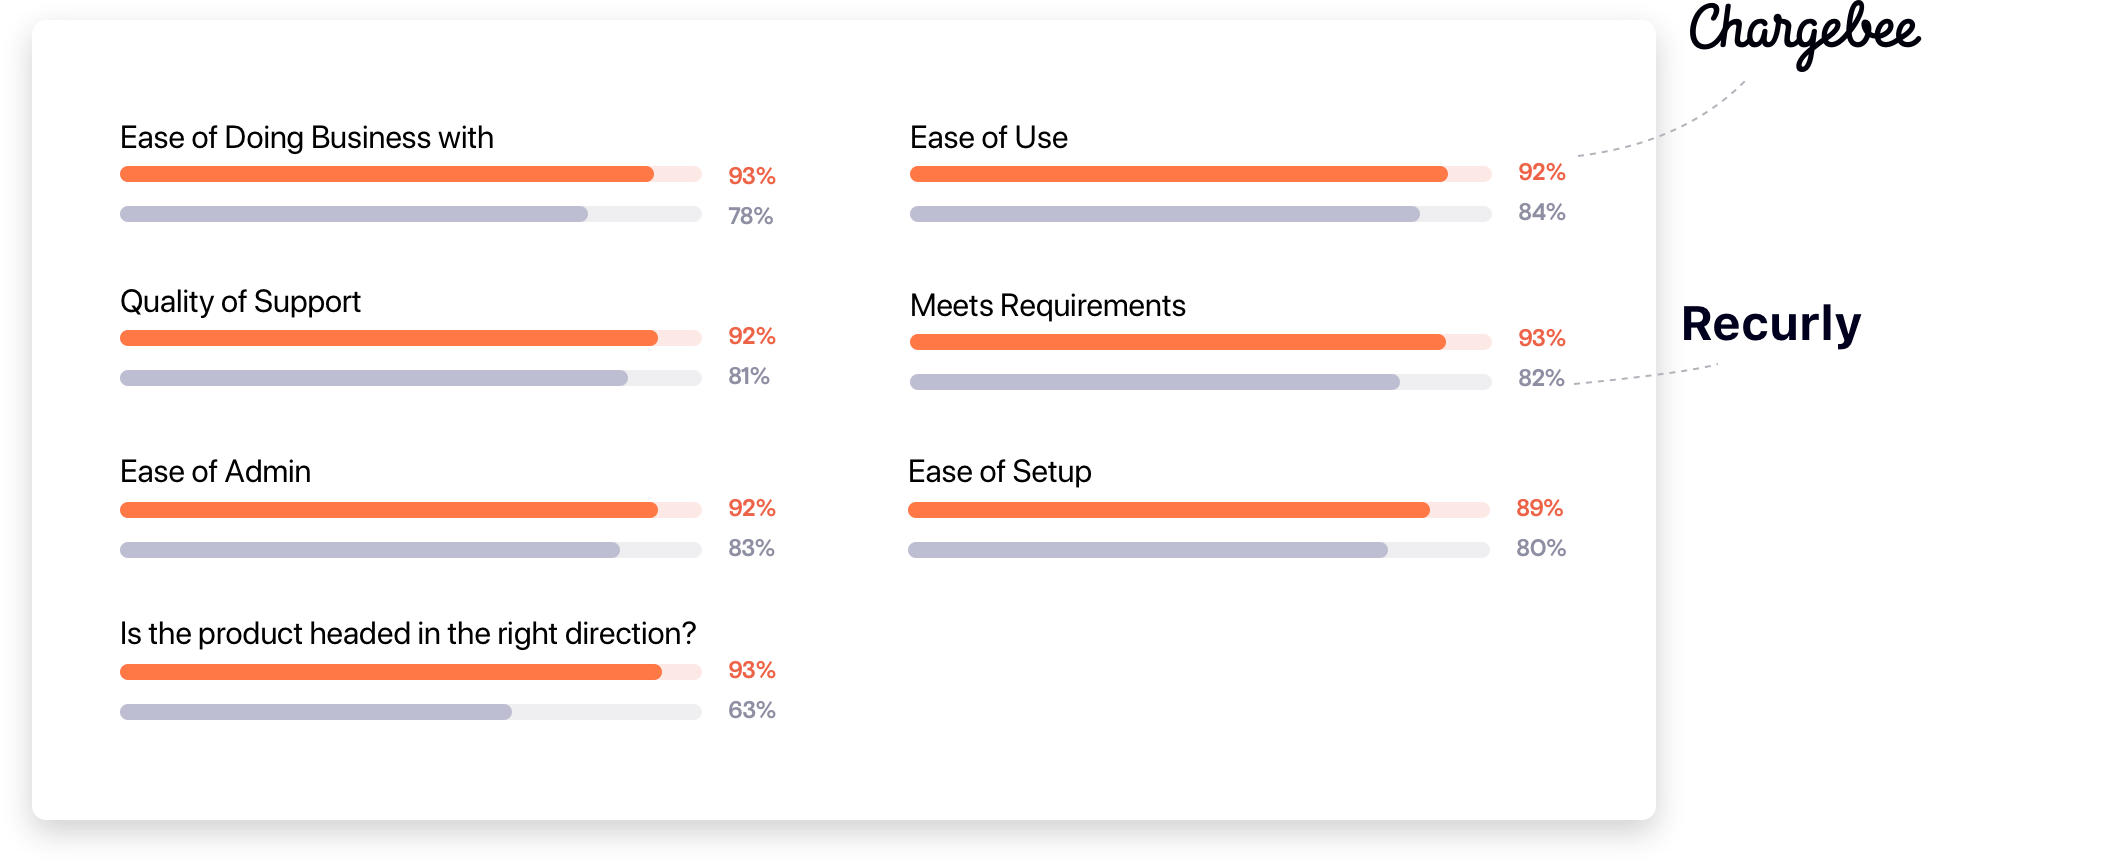 Chargebee
Ease of Doing Business with
93%
78%
Ease of Use
92%
84%
Quality of Support
92%
81%
Meets Requirements
93%
82%
Recurly
Ease of Admin
92%
83%
Ease of Setup
89%
80%
Is the product headed in the right direction?
93%
63%